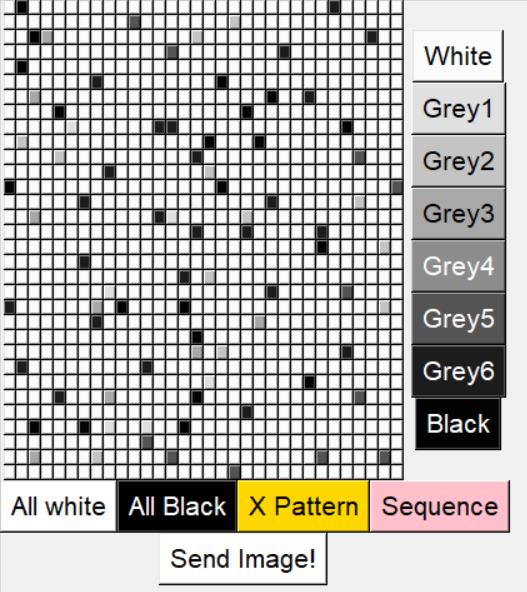 White
Grey1
Grey2
Grey3
Grey4
Grey5
Grey6
Black
All white All Black X Pattern Sequence
Send Image!